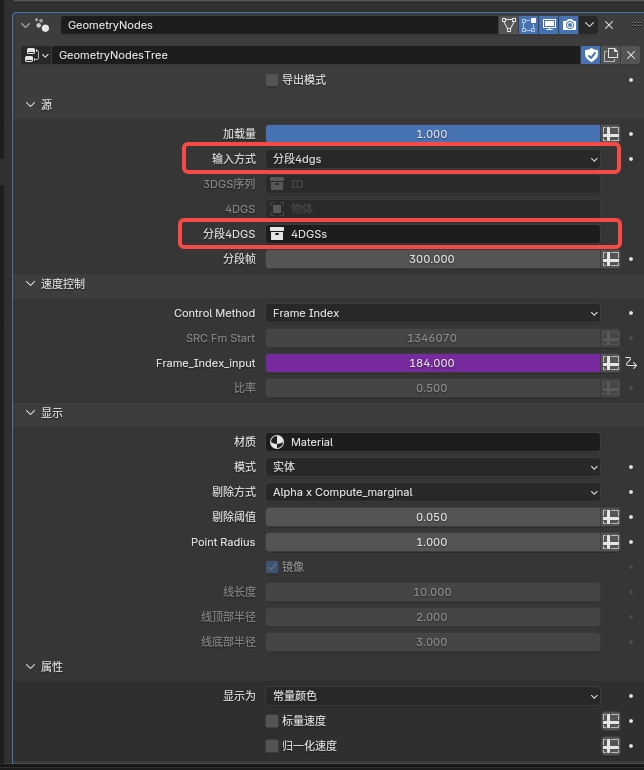 GeometryNodes
GeometryNodesTree
导出模式
源
加载量 1.000
输入方式 分段4dgs
3DGS序列 ID
4DGS 物体
分段4DGS 4DGSs
分段帧 300.000
速度控制
Control Method Frame Index
SRC Fm Start 1346070
Frame_Index_input 184.000
比率 0.500
显示
材质 Material
模式 实体
剔除方式 Alpha x Compute_marginal
剔除阈值 0.050
Point Radius 1.000
镜像
线长度 10.000
线顶部半径 2.000
线底部半径 3.000
属性
显示为 常量颜色
标量速度
归一化速度